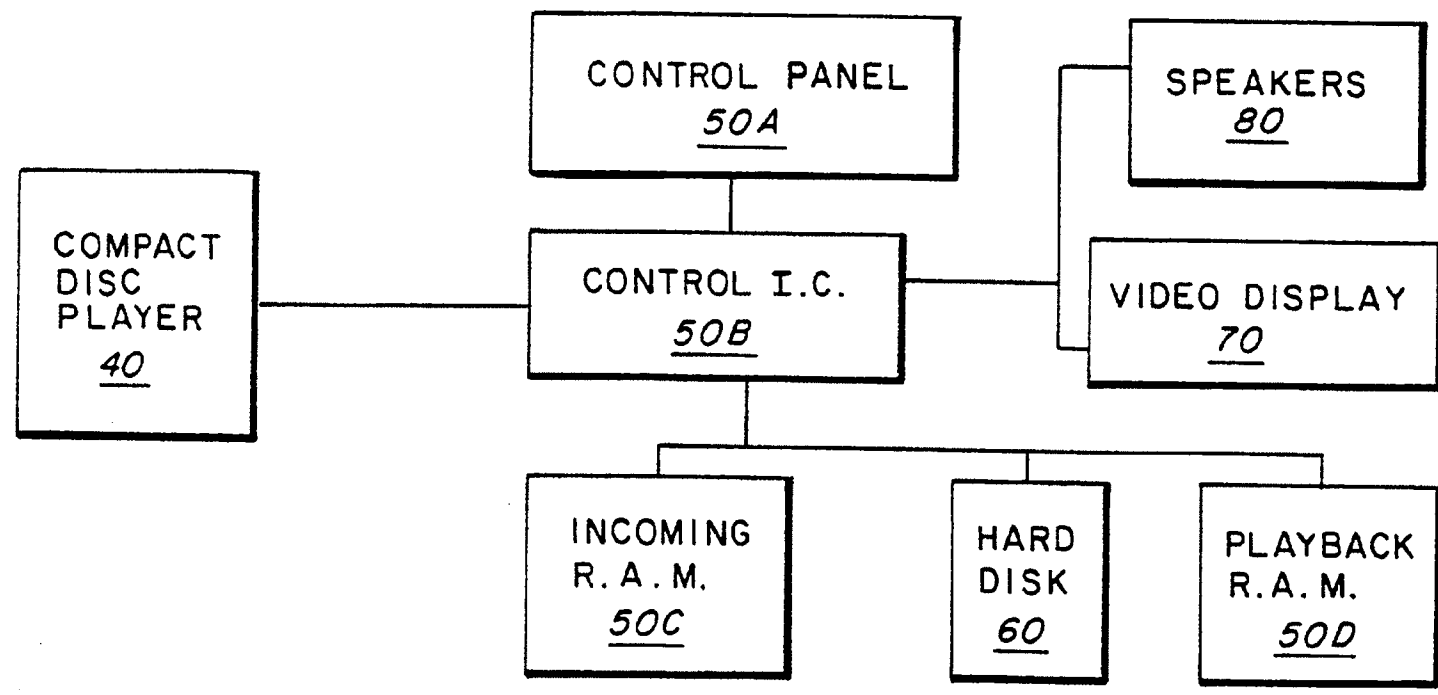 CONTROL PANEL
50A
SPEAKERS
80
COMPACT
DISC
PLAYER
40
CONTROL I.C.
50B
VIDEO DISPLAY
70
INCOMING
R.A.M.
50C
HARD
DISK
60
PLAYBACK
R.A.M.
50D